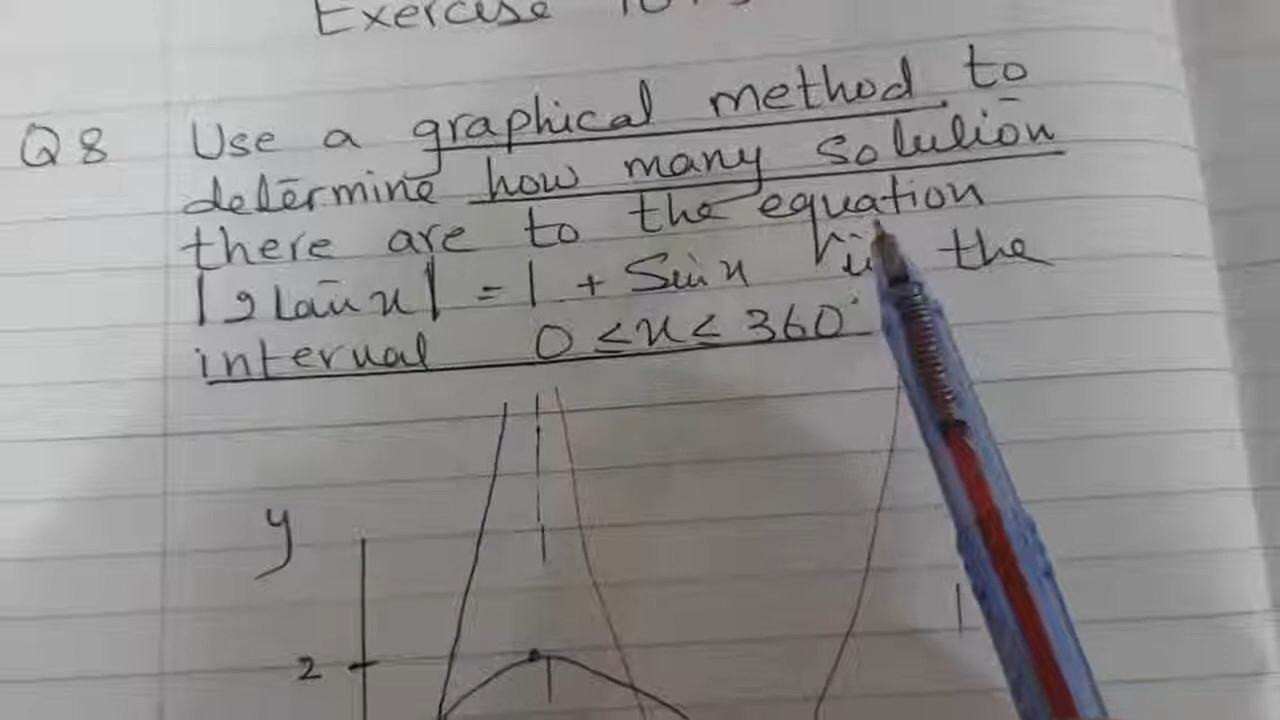 Exercise 10
Q8 Use a graphical method to
determine how many solution
there are to the equation
|2 tan x| = 1 + Sin x in the
interval 0 ≤ x ≤ 360°
y
2